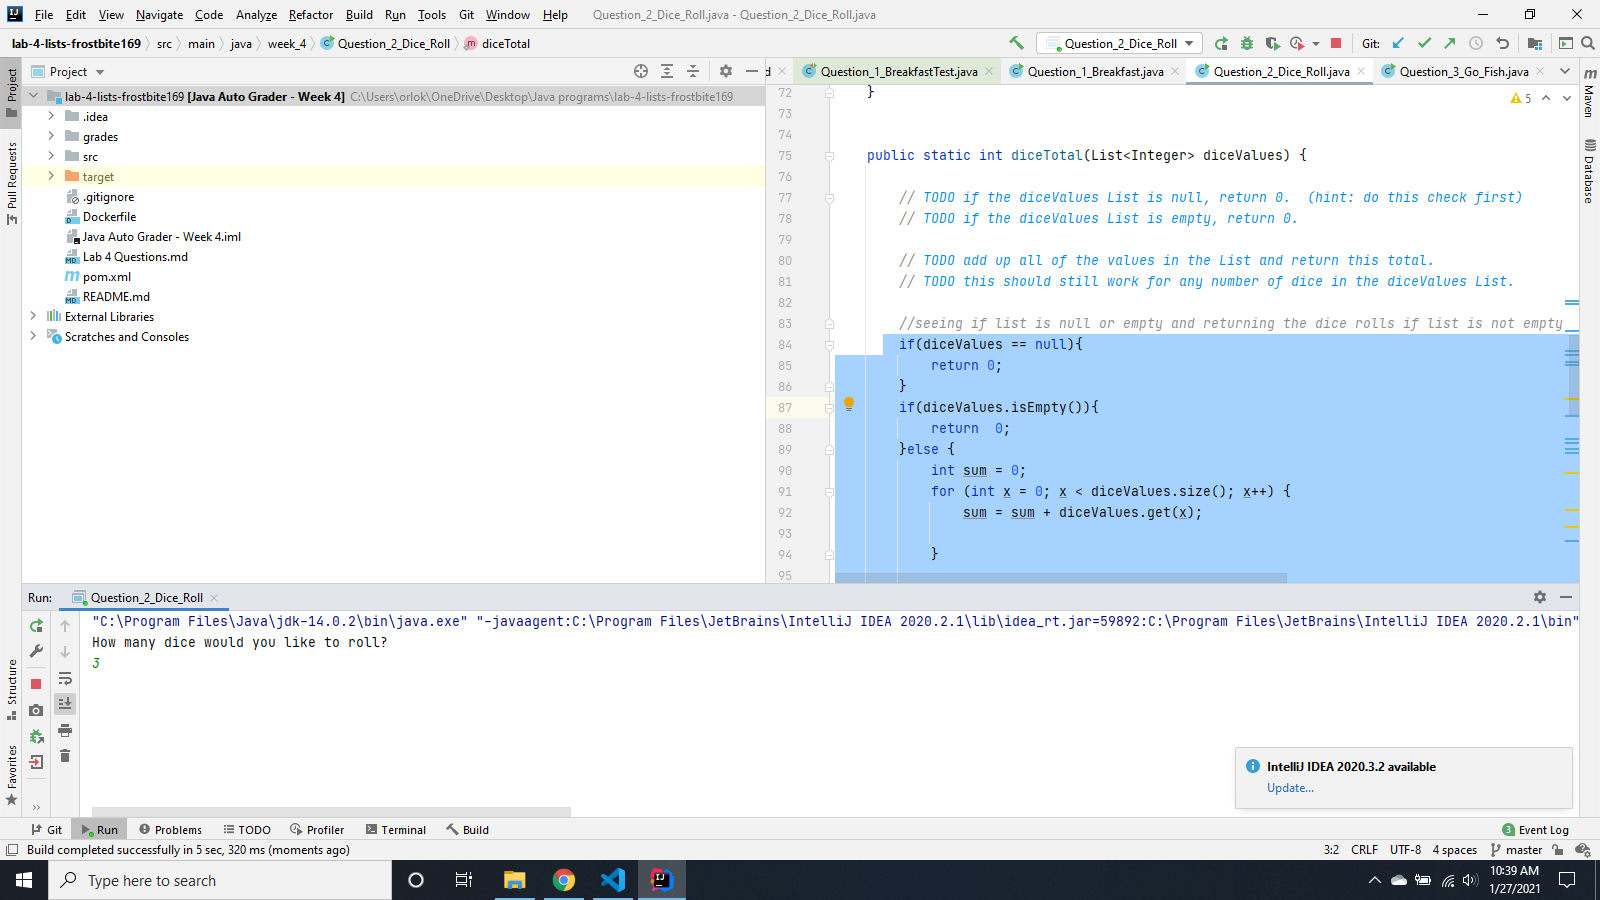 File Edit View Navigate Code Analyze Refactor Build Run Tools Git Window Help Question_2_Dice_Roll.java - Question_2_Dice_Roll.java
lab-4-lists-frostbite169 src main java week_4 Question_2_Dice_Roll diceTotal Question_2_Dice_Roll Git:
Project d Question_1_BreakfastTest.java Question_1_Breakfast.java Question_2_Dice_Roll.java Question_3_Go_Fish.java
Project
Pull Requests
Structure
Favorites
Maven
Database
lab-4-lists-frostbite169 [Java Auto Grader - Week 4] C:\Users\orlok\OneDrive\Desktop\Java programs\lab-4-lists-frostbite169
.idea
grades
src
target
.gitignore
Dockerfile
Java Auto Grader - Week 4.iml
Lab 4 Questions.md
pom.xml
README.md
External Libraries
Scratches and Consoles
5
72 }
73
74
75 public static int diceTotal(List<Integer> diceValues) {
76
77 // TODO if the diceValues List is null, return 0.  (hint: do this check first)
78 // TODO if the diceValues List is empty, return 0.
79
80 // TODO add up all of the values in the List and return this total.
81 // TODO this should still work for any number of dice in the diceValues List.
82
83 //seeing if list is null or empty and returning the dice rolls if list is not empty
84 if(diceValues == null){
85 return 0;
86 }
87 if(diceValues.isEmpty()){
88 return  0;
89 }else {
90 int sum = 0;
91 for (int x = 0; x < diceValues.size(); x++) {
92 sum = sum + diceValues.get(x);
93
94 }
95
Run: Question_2_Dice_Roll
"C:\Program Files\Java\jdk-14.0.2\bin\java.exe" "-javaagent:C:\Program Files\JetBrains\IntelliJ IDEA 2020.2.1\lib\idea_rt.jar=59892:C:\Program Files\JetBrains\IntelliJ IDEA 2020.2.1\bin"
How many dice would you like to roll?
3
IntelliJ IDEA 2020.3.2 available
Update...
Git Run Problems TODO Profiler Terminal Build 3 Event Log
Build completed successfully in 5 sec, 320 ms (moments ago) 3:2 CRLF UTF-8 4 spaces master
Type here to search
10:39 AM
1/27/2021